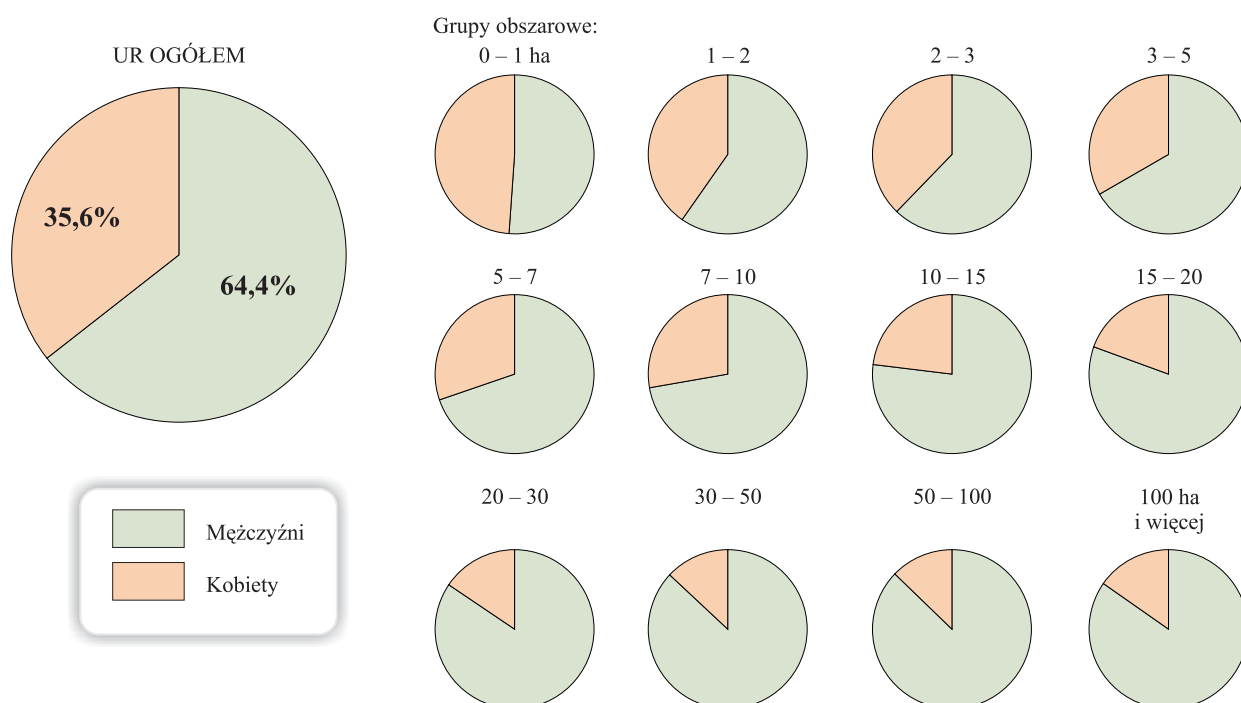 UR OGÓŁEM
35,6%
64,4%
Mężczyźni
Kobiety
Grupy obszarowe:
0 – 1 ha
1 – 2
2 – 3
3 – 5
5 – 7
7 – 10
10 – 15
15 – 20
20 – 30
30 – 50
50 – 100
100 ha
i więcej